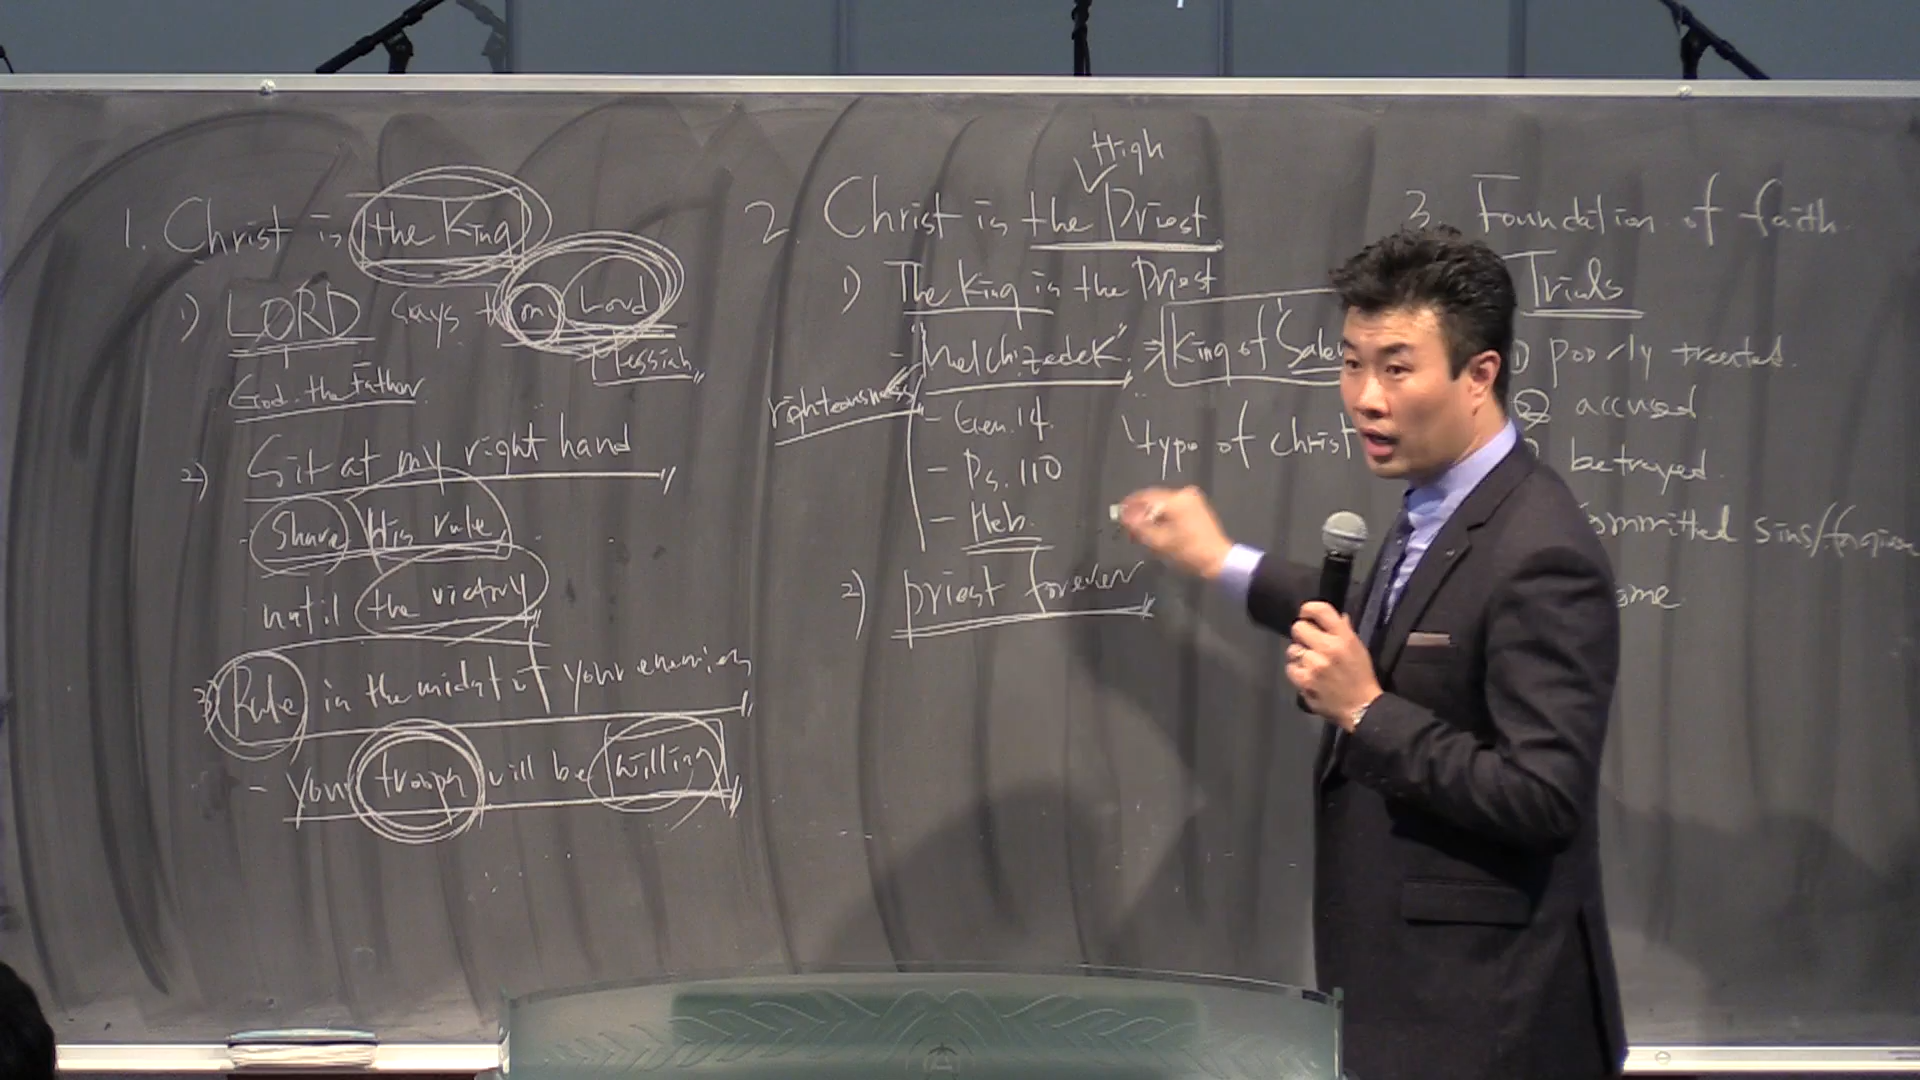 1. Christ is the King
1) LORD says to my Lord
Messiah
God the Father
2) Sit at my right hand
Share His rule
until the victory
3) Rule in the midst of your enemies
- Your troops will be willing
High
2. Christ is the Priest
1) The King is the Priest
- "Melchizedek" → King of Salem
righteousness
- Gen. 14.
type of christ
- Ps. 110
- Heb.
2) priest forever
3. Foundation of faith
Trials
1) poorly treated.
2) accused
betrayed.
committed sins/